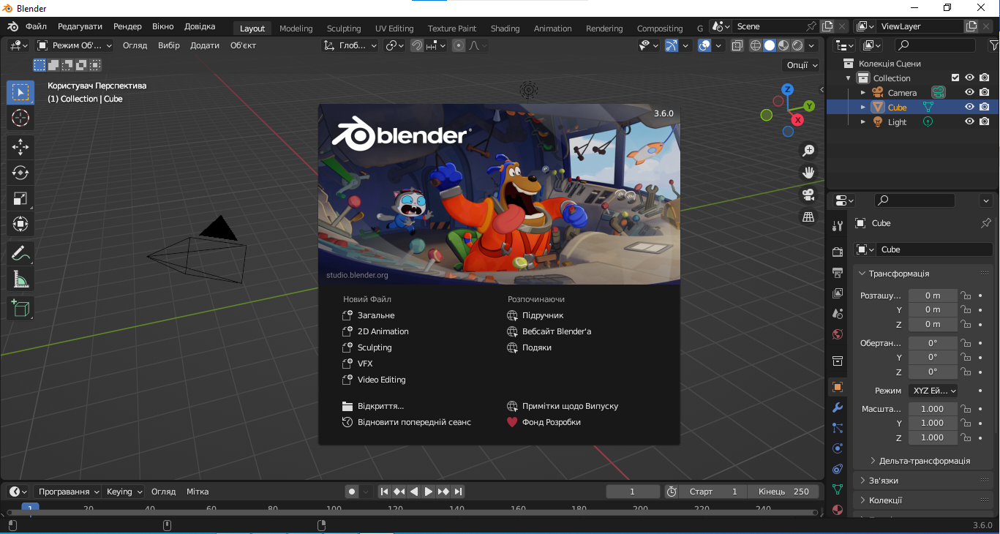 Blender
Файл Редагувати Рендер Вікно Довідка Layout Modeling Sculpting UV Editing Texture Paint Shading Animation Rendering Compositing G Scene ViewLayer
Режим Об'... Огляд Вибір Додати Об'єкт Глоб...
Опції
Користувач Перспектива
(1) Collection | Cube
Z
Y
X
3.6.0
blender
studio.blender.org
Новий Файл
Загальне
2D Animation
Sculpting
VFX
Video Editing
Відкриття...
Відновити попередній сеанс
Розпочинаючи
Підручник
Вебсайт Blender'а
Подяки
Примітки щодо Випуску
Фонд Розробки
Колекція Сцени
Collection
Camera
Cube
Light
Cube
Cube
Трансформація
Розташу... 0 m
Y 0 m
Z 0 m
Обертан... 0°
Y 0°
Z 0°
Режим XYZ Ей...
Масшта... 1.000
Y 1.000
Z 1.000
Дельта-трансформація
Зв'язки
Колекції
Програвання Keying Огляд Мітка 1 Старт 1 Кінець 250
1 20 40 60 80 100 120 140 160 180 200 220 240
3.6.0